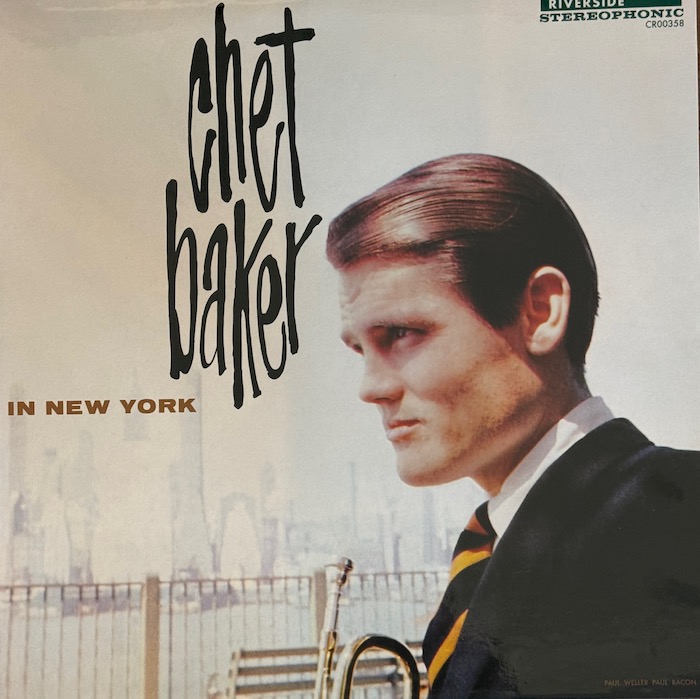 RIVERSIDE
STEREOPHONIC
CR00358
chet
baker
IN NEW YORK
PAUL WELLER PAUL BACON